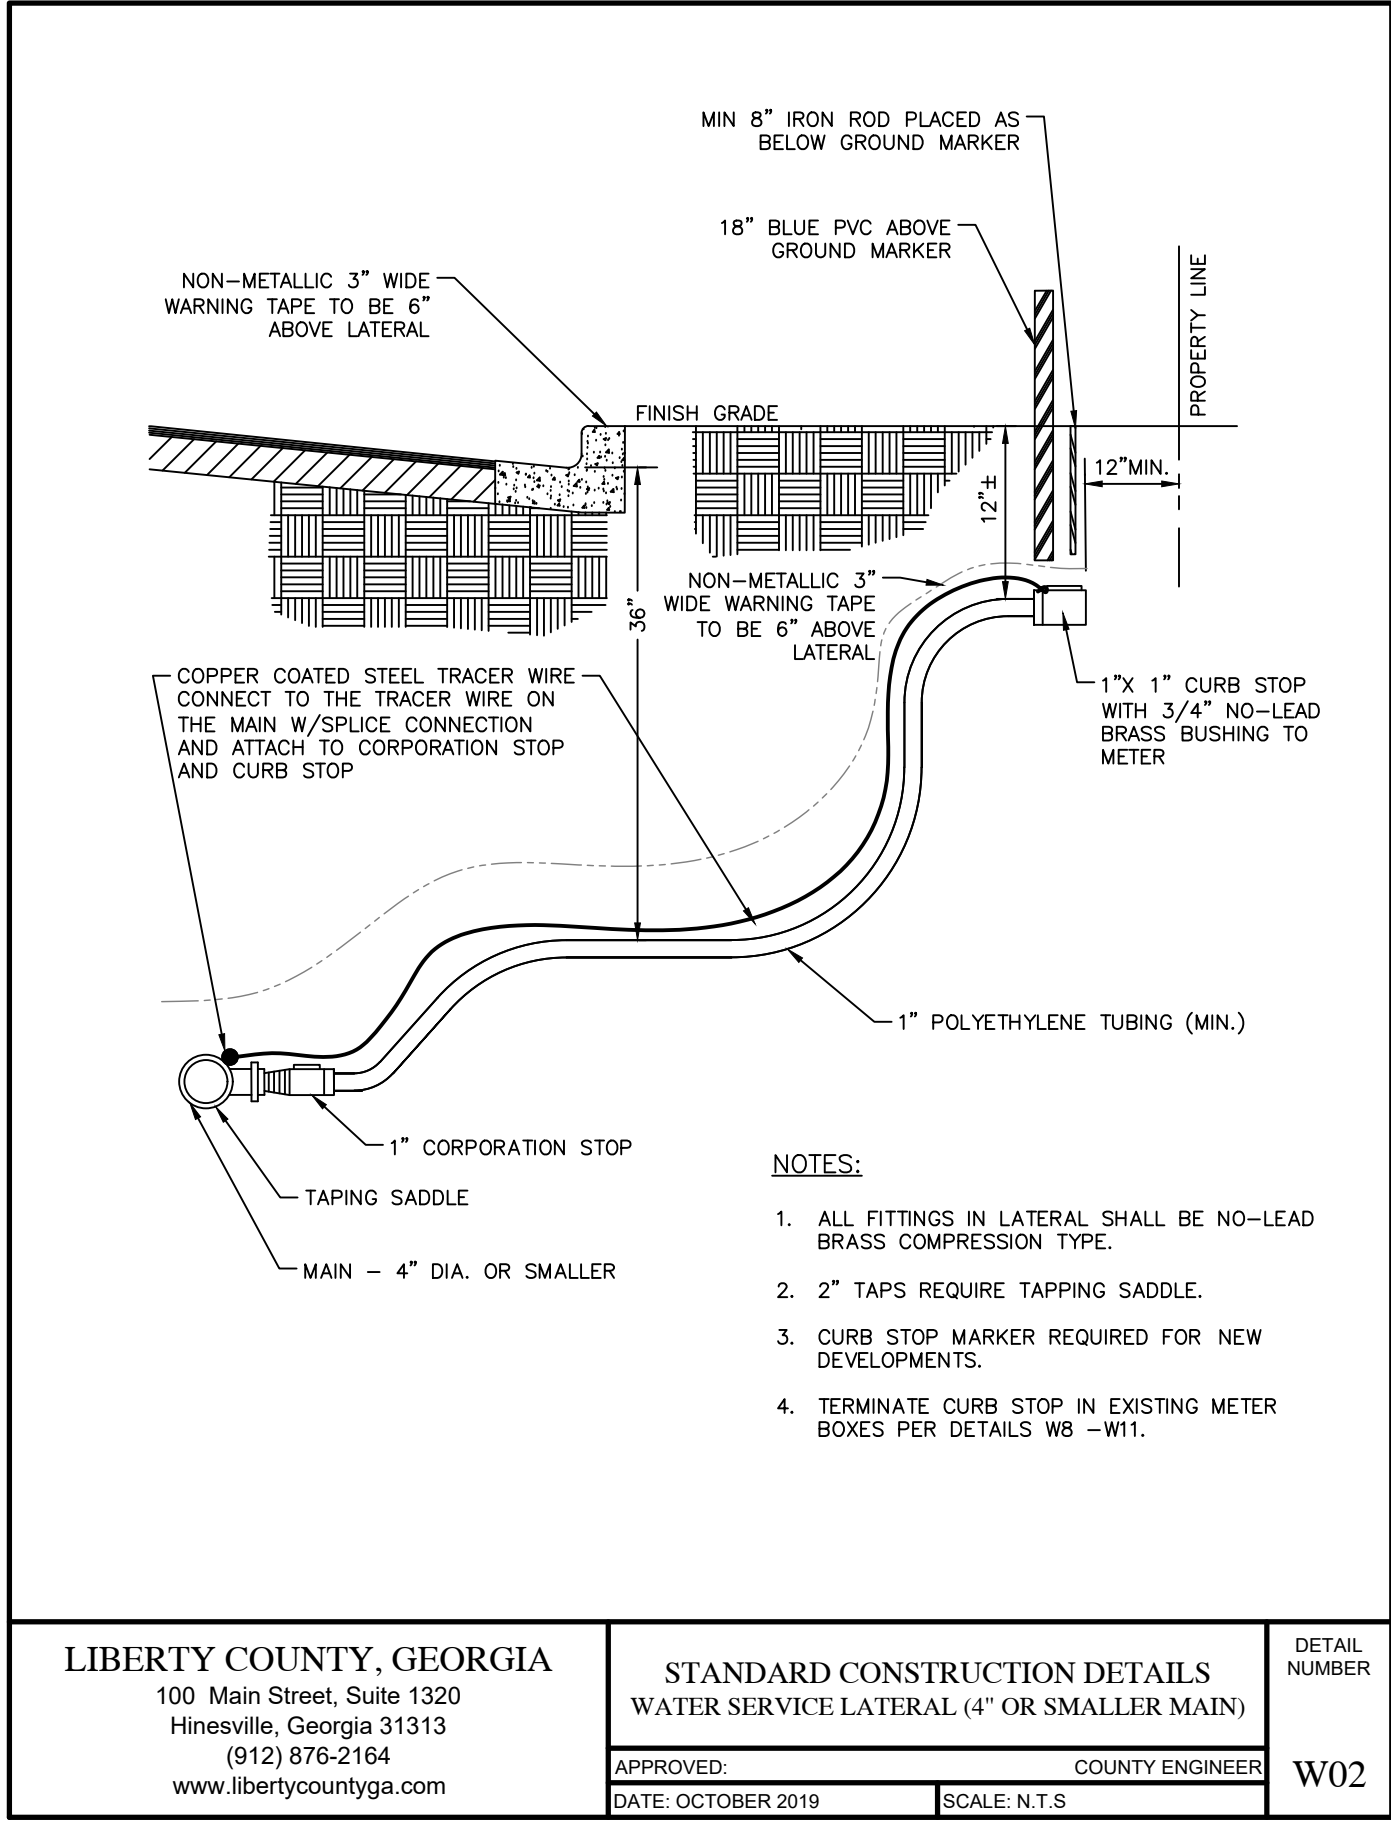 MIN 8” IRON ROD PLACED AS
BELOW GROUND MARKER
18” BLUE PVC ABOVE
GROUND MARKER
NON–METALLIC 3” WIDE
WARNING TAPE TO BE 6”
ABOVE LATERAL
PROPERTY LINE
FINISH GRADE
12”MIN.
12”±
36”
NON–METALLIC 3”
WIDE WARNING TAPE
TO BE 6” ABOVE
LATERAL
COPPER COATED STEEL TRACER WIRE
CONNECT TO THE TRACER WIRE ON
THE MAIN W/SPLICE CONNECTION
AND ATTACH TO CORPORATION STOP
AND CURB STOP
1”X 1” CURB STOP
WITH 3/4” NO–LEAD
BRASS BUSHING TO
METER
1” POLYETHYLENE TUBING (MIN.)
1” CORPORATION STOP
TAPING SADDLE
MAIN – 4” DIA. OR SMALLER
NOTES:
1. ALL FITTINGS IN LATERAL SHALL BE NO–LEAD
BRASS COMPRESSION TYPE.
2. 2” TAPS REQUIRE TAPPING SADDLE.
3. CURB STOP MARKER REQUIRED FOR NEW
DEVELOPMENTS.
4. TERMINATE CURB STOP IN EXISTING METER
BOXES PER DETAILS W8 –W11.
LIBERTY COUNTY, GEORGIA
100 Main Street, Suite 1320
Hinesville, Georgia 31313
(912) 876-2164
www.libertycountyga.com
STANDARD CONSTRUCTION DETAILS
WATER SERVICE LATERAL (4" OR SMALLER MAIN)
APPROVED: COUNTY ENGINEER
DATE: OCTOBER 2019 SCALE: N.T.S
DETAIL
NUMBER
W02